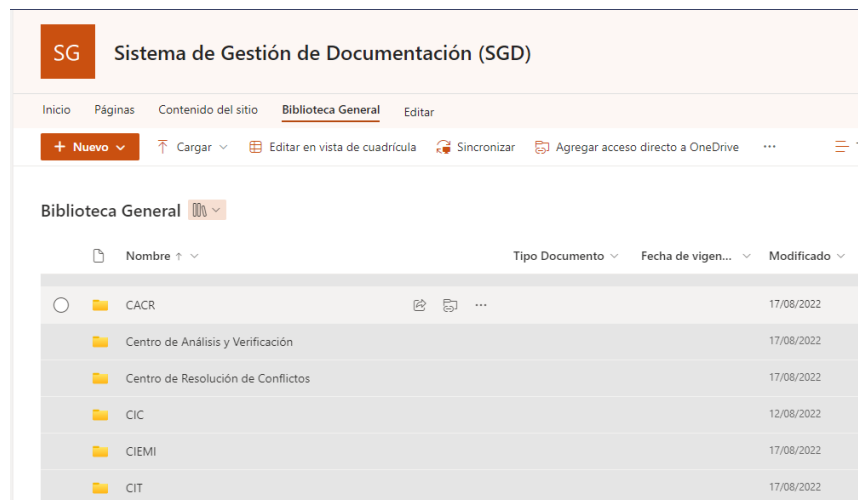 SG Sistema de Gestión de Documentación (SGD)
Inicio Páginas Contenido del sitio Biblioteca General Editar
+ Nuevo Cargar Editar en vista de cuadrícula Sincronizar Agregar acceso directo a OneDrive ...
Biblioteca General
Nombre ↑ Tipo Documento Fecha de vigen... Modificado
CACR ... 17/08/2022
Centro de Análisis y Verificación 17/08/2022
Centro de Resolución de Conflictos 17/08/2022
CIC 12/08/2022
CIEMI 17/08/2022
CIT 17/08/2022